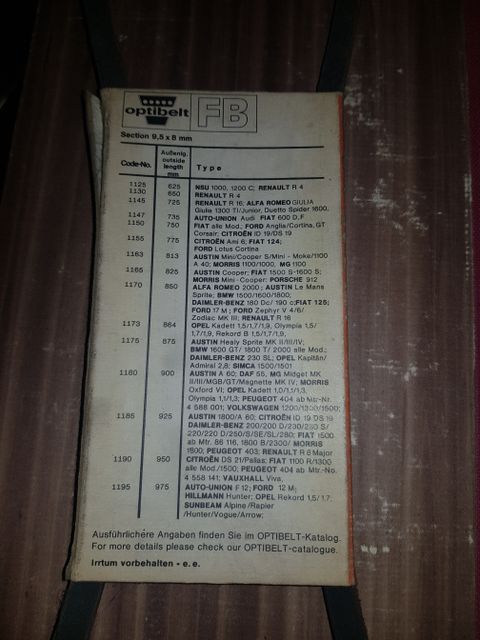 optibelt FB
Section 9,5 x 8 mm
Code-No. Außenlg. outside length mm Type
1125 625 NSU 1000, 1200 C; RENAULT R 4
1130 650 RENAULT R 4
1145 725 RENAULT R 16; ALFA ROMEO GIULIA
Giulia 1300 TI/Junior, Duetto Spider 1600,
1147 735 AUTO-UNION Audi FIAT 600 D,F
1150 750 FIAT alle Mod.; FORD Anglia/Cortina, GT
Corsair; CITROËN ID 19/DS 19
1155 775 CITROËN Ami 6; FIAT 124;
FORD Lotus Cortina
1163 813 AUSTIN Mini/Cooper S/Mini - Moke/1100
A 40; MORRIS 1100/1000, MG 1100
1165 825 AUSTIN Cooper; FIAT 1500 S-1600 S;
MORRIS Mini-Cooper; PORSCHE 912
1170 850 ALFA ROMEO 2000; AUSTIN Le Mans
Sprite; BMW 1500/1600/1800;
DAIMLER-BENZ 180 Dc/ 190 c; FIAT 125;
FORD 17 M; FORD Zephyr V 4/6/
Zodiac MK III; RENAULT R 16
1173 864 OPEL Kadett 1,5/1,7/1,9, Olympia 1,5/
1,7/1,9, Rekord B 1,5/1,7/1,9,
1175 875 AUSTIN Healy Sprite MK II/III/IV;
BMW 1600 GT/ 1800 T/ 2000 alle Mod.;
DAIMLER-BENZ 230 SL; OPEL Kapitän/
Admiral 2,8; SIMCA 1500/1501
1180 900 AUSTIN A 60; DAF 55, MG Midget MK
II/III/MGB/GT/Magnette MK IV; MORRIS
Oxford VI; OPEL Kadett 1,0/1,1/1,3,
Olympia 1,1/1,3; PEUGEOT 404 ab Mtr-Nr.
4 588 001; VOLKSWAGEN 1200/1300/1500;
1185 925 AUSTIN 1800/A 60; CITROËN ID 19 DS 19
DAIMLER-BENZ 200/200 D/230/230 S/
220/220 D/250/S/SE/SL/280; FIAT 1500
ab Mtr. 86 116, 1800 B/2300/ MORRIS
1800; PEUGEOT 403; RENAULT R 8 Major
1190 950 CITROËN DS 21/Pallas; FIAT 1100 R/1300
alle Mod./1500; PEUGEOT 404 ab Mtr.-No.
4 558 141; VAUXHALL Viva,
1195 975 AUTO-UNION F 12; FORD 12 M;
HILLMANN Hunter; OPEL Rekord 1,5/ 1,7;
SUNBEAM Alpine /Rapier
/Hunter/Vogue/Arrow;
Ausführlichere Angaben finden Sie im OPTIBELT-Katalog.
For more details please check our OPTIBELT-catalogue.
Irrtum vorbehalten - e. e.